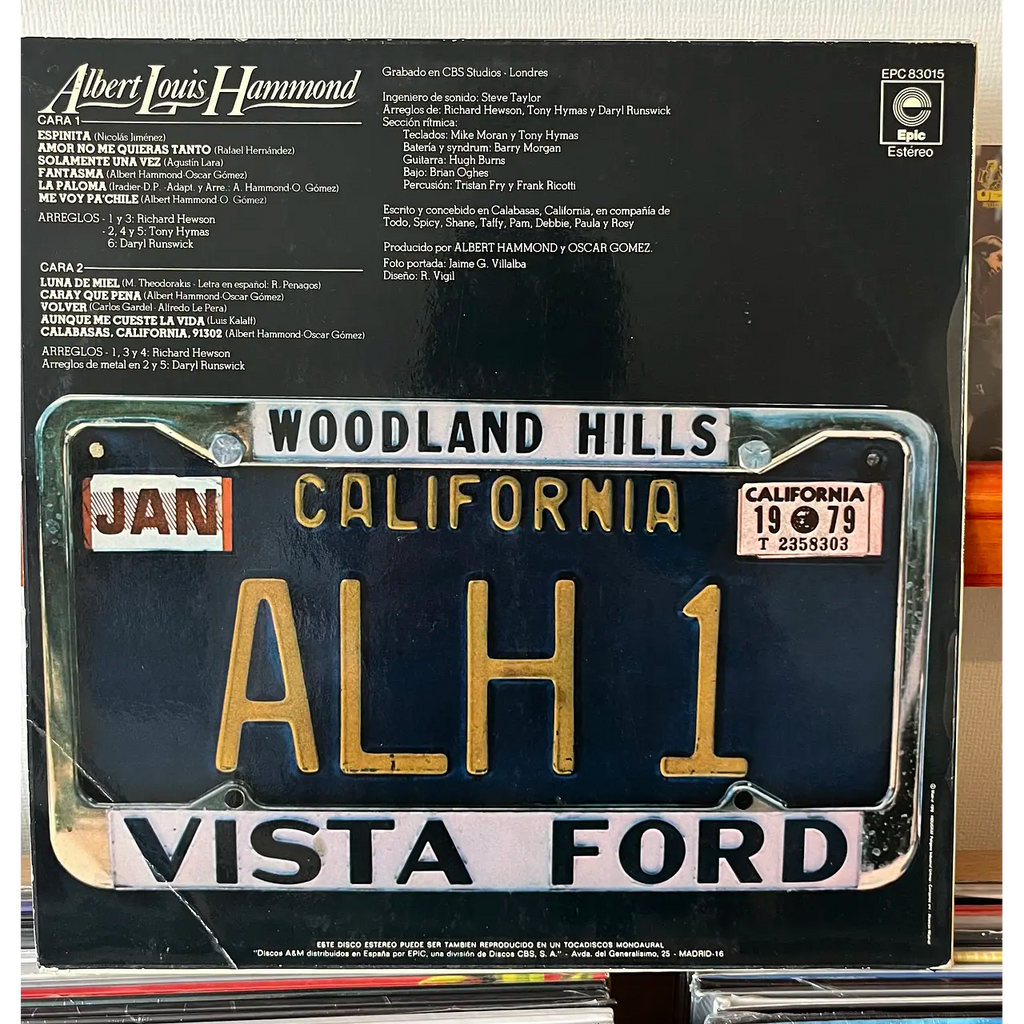 Albert Louis Hammond
CARA 1
ESPINITA (Nicolás Jiménez)
AMOR NO ME QUIERAS TANTO (Rafael Hernández)
SOLAMENTE UNA VEZ (Agustín Lara)
FANTASMA (Albert Hammond-Oscar Gómez)
LA PALOMA (Iradier-D.P. -Adapt. y Arre.: A. Hammond-O. Gómez)
ME VOY PA'CHILE (Albert Hammond-O. Gómez)
ARREGLOS - 1 y 3: Richard Hewson
- 2, 4 y 5: Tony Hymas
6: Daryl Runswick
CARA 2
LUNA DE MIEL (M. Theodorakis - Letra en español: R. Penagos)
CARAY QUE PENA (Albert Hammond-Oscar Gómez)
VOLVER (Carlos Gardel - Alfredo Le Pera)
AUNQUE ME CUESTE LA VIDA (Luis Kalaff)
CALABASAS, CALIFORNIA, 91302 (Albert Hammond-Oscar Gómez)
ARREGLOS - 1, 3 y 4: Richard Hewson
Arreglos de metal en 2 y 5: Daryl Runswick
Grabado en CBS Studios - Londres
Ingeniero de sonido: Steve Taylor
Arreglos de: Richard Hewson, Tony Hymas y Daryl Runswick
Sección rítmica:
Teclados: Mike Moran y Tony Hymas
Batería y syndrum: Barry Morgan
Guitarra: Hugh Burns
Bajo: Brian Oghes
Percusión: Tristan Fry y Frank Ricotti
Escrito y concebido en Calabasas, California, en compañía de
Todo, Spicy, Shane, Taffy, Pam, Debbie, Paula y Rosy
Producido por ALBERT HAMMOND y OSCAR GOMEZ.
Foto portada: Jaime G. Villalba
Diseño: R. Vigil
EPC 83015
Epic
Estéreo
WOODLAND HILLS
JAN
CALIFORNIA
CALIFORNIA
19 79
T 2358303
ALH 1
VISTA FORD
ESTE DISCO ESTEREO PUEDE SER TAMBIEN REPRODUCIDO EN UN TOCADISCOS MONOAURAL
"Discos A&M distribuidos en España por EPIC, una división de Discos CBS, S. A." - Avda. del Generalísimo, 25 - MADRID-16